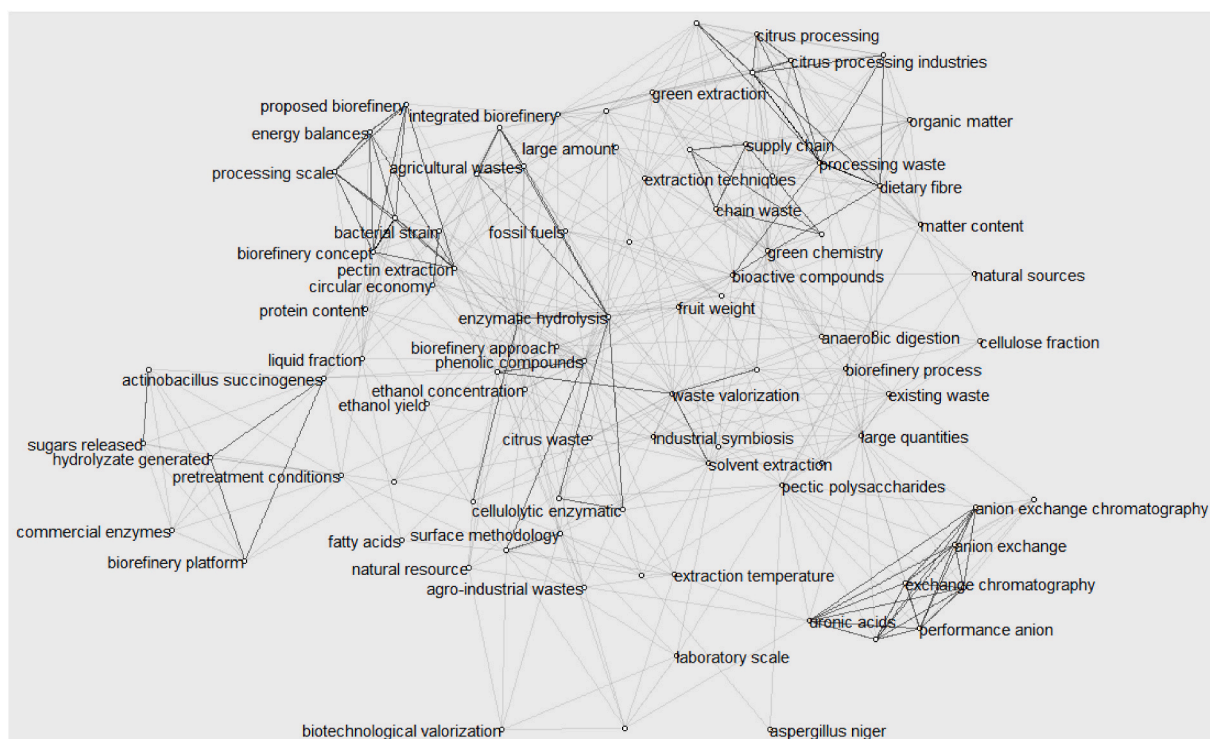 citrus processing
citrus processing industries
green extraction
proposed biorefinery
integrated biorefinery
organic matter
energy balances
large amount
supply chain
processing scale
agricultural wastes
processing waste
extraction techniques
dietary fibre
chain waste
matter content
bacterial strain
fossil fuels
biorefinery concept
green chemistry
pectin extraction
bioactive compounds
natural sources
circular economy
protein content
enzymatic hydrolysis
fruit weight
anaerobic digestion
cellulose fraction
biorefinery approach
liquid fraction
phenolic compounds
biorefinery process
actinobacillus succinogenes
ethanol concentration
waste valorization
existing waste
ethanol yield
sugars released
citrus waste
industrial symbiosis
large quantities
hydrolyzate generated
solvent extraction
pretreatment conditions
pectic polysaccharides
cellulolytic enzymatic
anion exchange chromatography
commercial enzymes
surface methodology
fatty acids
anion exchange
biorefinery platform
natural resource
extraction temperature
agro-industrial wastes
exchange chromatography
uronic acids
performance anion
laboratory scale
biotechnological valorization
aspergillus niger